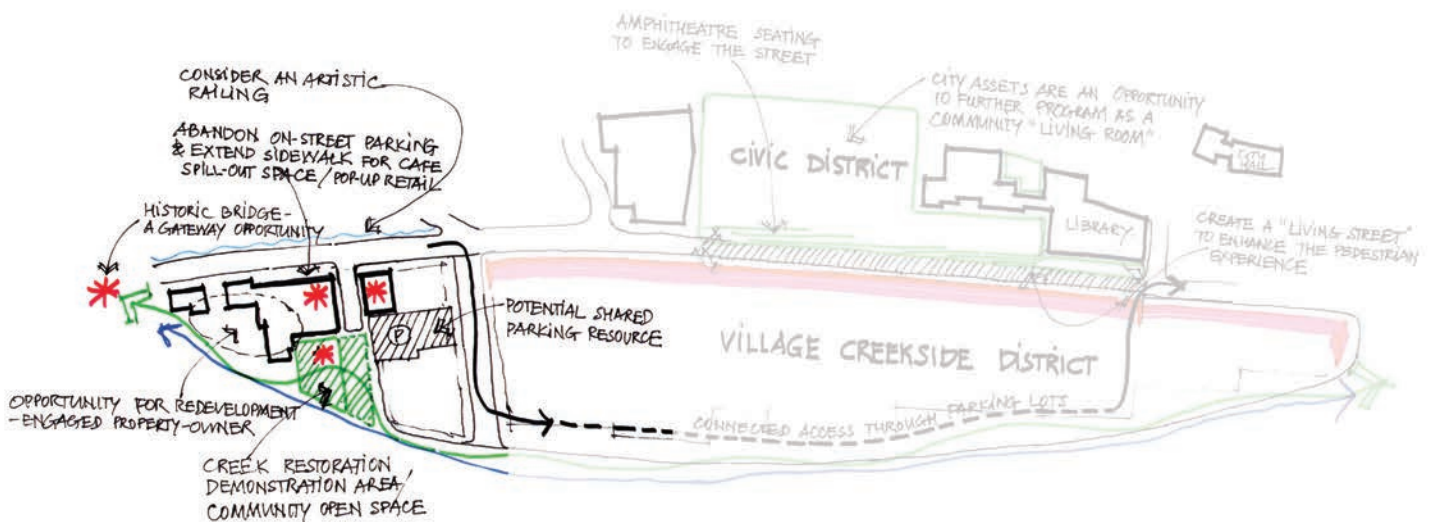 CONSIDER AN ARTISTIC
RAILING
ABANDON ON-STREET PARKING
& EXTEND SIDEWALK FOR CAFE
SPILL-OUT SPACE / POP-UP RETAIL
HISTORIC BRIDGE-
A GATEWAY OPPORTUNITY
AMPHITHEATRE SEATING
TO ENGAGE THE STREET
CITY ASSETS ARE AN OPPORTUNITY
TO FURTHER PROGRAM AS A
COMMUNITY "LIVING ROOM"
CIVIC DISTRICT
CITY
HALL
LIBRARY
CREATE A "LIVING STREET"
TO ENHANCE THE PEDESTRIAN
EXPERIENCE
P
POTENTIAL SHARED
PARKING RESOURCE
VILLAGE CREEKSIDE DISTRICT
OPPORTUNITY FOR REDEVELOPMENT
-ENGAGED PROPERTY-OWNER
CONNECTED ACCESS THROUGH PARKING LOTS
CREEK RESTORATION
DEMONSTRATION AREA/
COMMUNITY OPEN SPACE